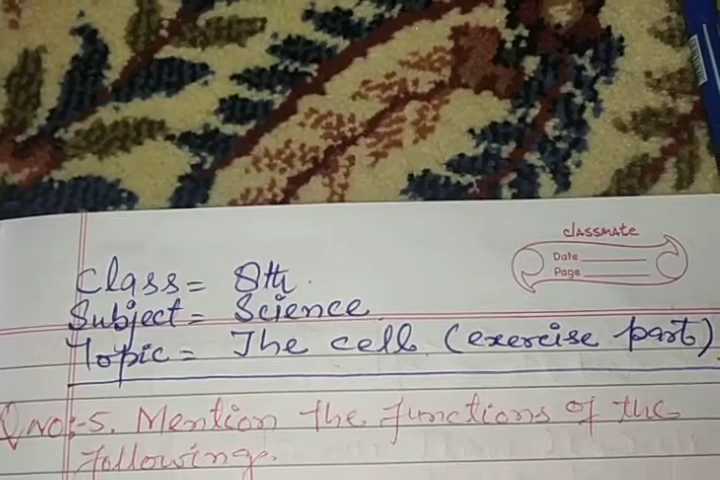 classmate
Date
Page
Class = 8th.
Subject = Science.
Topic = The cell (exercise part)
Q No:-5. Mention the functions of the
followings.